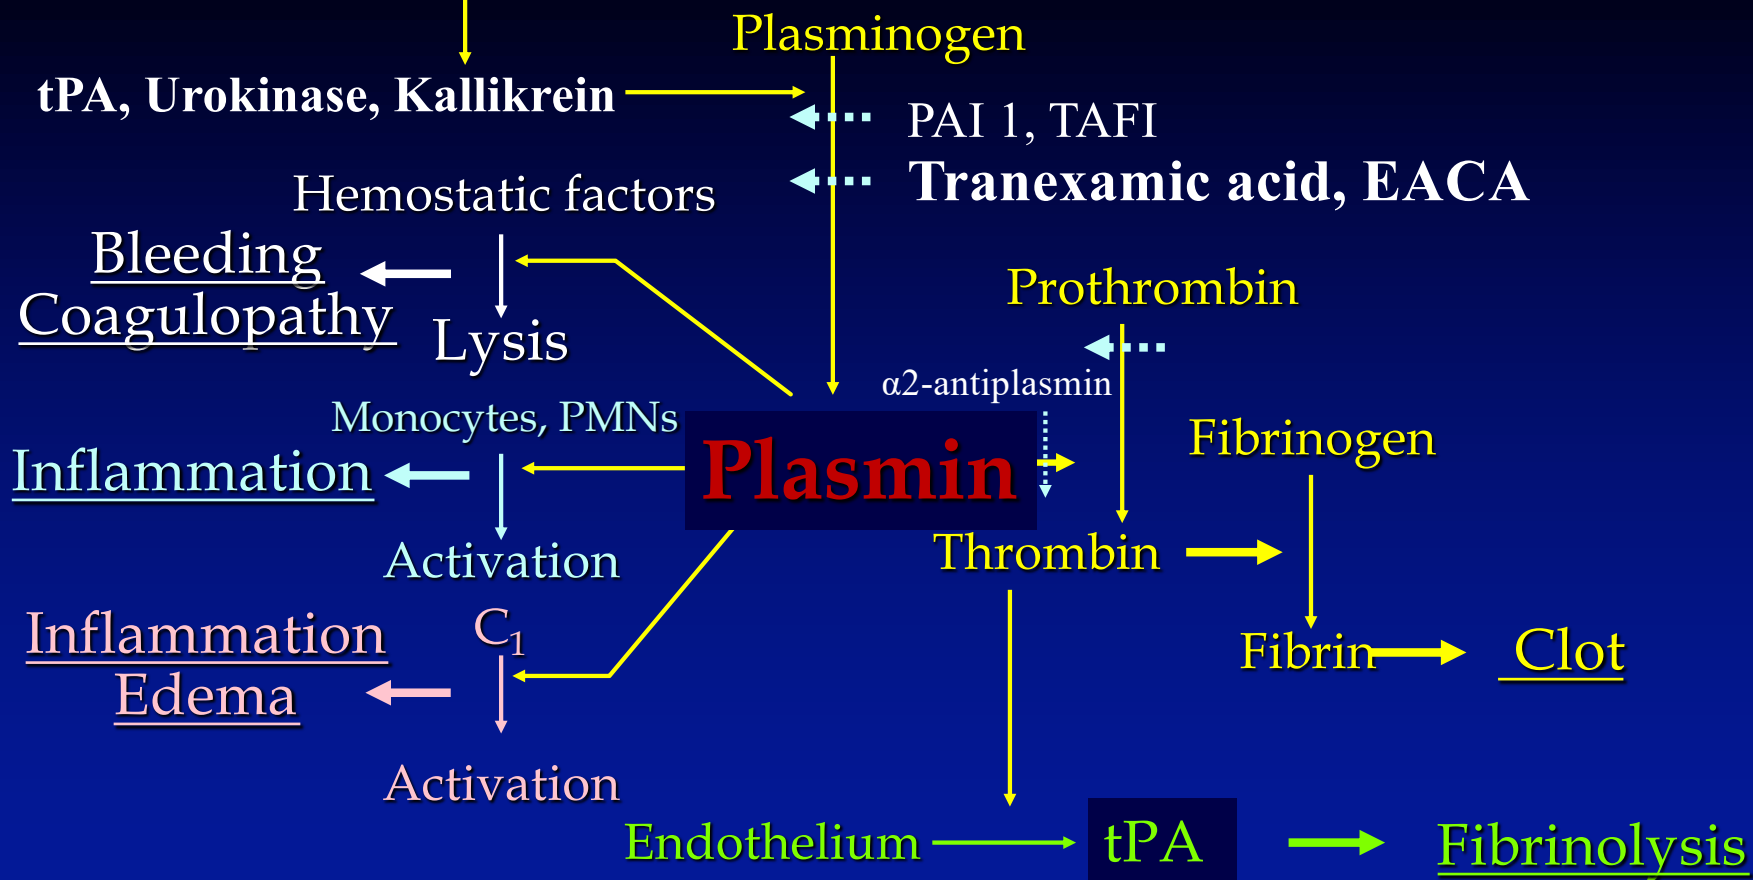 Plasminogen
tPA, Urokinase, Kallikrein
PAI 1, TAFI
Tranexamic acid, EACA
Hemostatic factors
Bleeding
Coagulopathy
Lysis
Prothrombin
α2-antiplasmin
Monocytes, PMNs
Inflammation
Plasmin
Fibrinogen
Activation
Thrombin
C1
Inflammation
Edema
Fibrin
Clot
Activation
Endothelium
tPA
Fibrinolysis